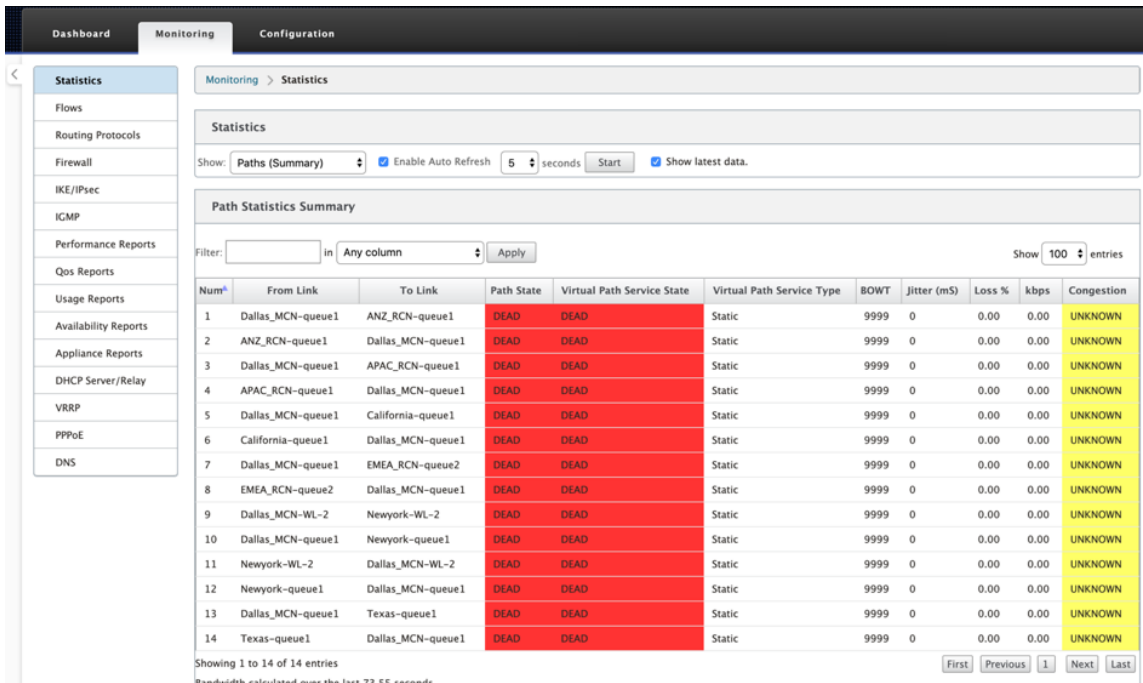 Dashboard Monitoring Configuration
Statistics
Flows
Routing Protocols
Firewall
IKE/IPsec
IGMP
Performance Reports
Qos Reports
Usage Reports
Availability Reports
Appliance Reports
DHCP Server/Relay
VRRP
PPPoE
DNS
Monitoring > Statistics
Statistics
Show: Paths (Summary) Enable Auto Refresh 5 seconds Start Show latest data.
Path Statistics Summary
Filter: in Any column Apply Show 100 entries
Num From Link To Link Path State Virtual Path Service State Virtual Path Service Type BOWT Jitter (mS) Loss % kbps Congestion
1 Dallas_MCN-queue1 ANZ_RCN-queue1 DEAD DEAD Static 9999 0 0.00 0.00 UNKNOWN
2 ANZ_RCN-queue1 Dallas_MCN-queue1 DEAD DEAD Static 9999 0 0.00 0.00 UNKNOWN
3 Dallas_MCN-queue1 APAC_RCN-queue1 DEAD DEAD Static 9999 0 0.00 0.00 UNKNOWN
4 APAC_RCN-queue1 Dallas_MCN-queue1 DEAD DEAD Static 9999 0 0.00 0.00 UNKNOWN
5 Dallas_MCN-queue1 California-queue1 DEAD DEAD Static 9999 0 0.00 0.00 UNKNOWN
6 California-queue1 Dallas_MCN-queue1 DEAD DEAD Static 9999 0 0.00 0.00 UNKNOWN
7 Dallas_MCN-queue1 EMEA_RCN-queue2 DEAD DEAD Static 9999 0 0.00 0.00 UNKNOWN
8 EMEA_RCN-queue2 Dallas_MCN-queue1 DEAD DEAD Static 9999 0 0.00 0.00 UNKNOWN
9 Dallas_MCN-WL-2 Newyork-WL-2 DEAD DEAD Static 9999 0 0.00 0.00 UNKNOWN
10 Dallas_MCN-queue1 Newyork-queue1 DEAD DEAD Static 9999 0 0.00 0.00 UNKNOWN
11 Newyork-WL-2 Dallas_MCN-WL-2 DEAD DEAD Static 9999 0 0.00 0.00 UNKNOWN
12 Newyork-queue1 Dallas_MCN-queue1 DEAD DEAD Static 9999 0 0.00 0.00 UNKNOWN
13 Dallas_MCN-queue1 Texas-queue1 DEAD DEAD Static 9999 0 0.00 0.00 UNKNOWN
14 Texas-queue1 Dallas_MCN-queue1 DEAD DEAD Static 9999 0 0.00 0.00 UNKNOWN
Showing 1 to 14 of 14 entries First Previous 1 Next Last
Bandwidth calculated over the last 73.55 seconds